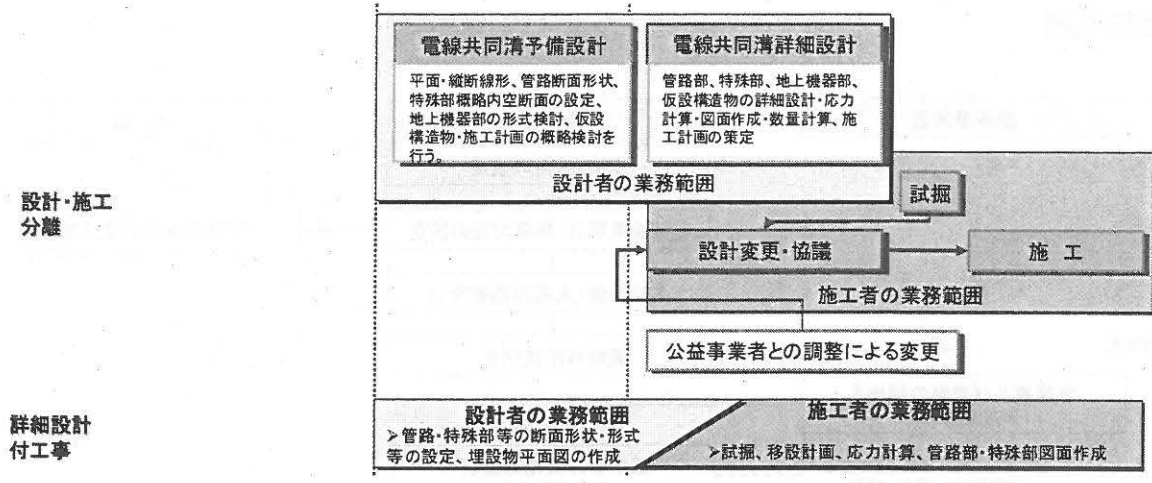 電線共同溝予備設計
平面・縦断線形、管路断面形状、
特殊部概略内空断面の設定、
地上機器部の形式検討、仮設
構造物・施工計画の概略検討を
行う。
電線共同溝詳細設計
管路部、特殊部、地上機器部、
仮設構造物の詳細設計・応力
計算・図面作成・数量計算、施
工計画の策定
設計者の業務範囲
設計・施工
分離
試掘
設計変更・協議
施 工
施工者の業務範囲
公益事業者との調整による変更
詳細設計
付工事
設計者の業務範囲
➢管路・特殊部等の断面形状・形式
等の設定、埋設物平面図の作成
施工者の業務範囲
➢試掘、移設計画、応力計算、管路部・特殊部図面作成